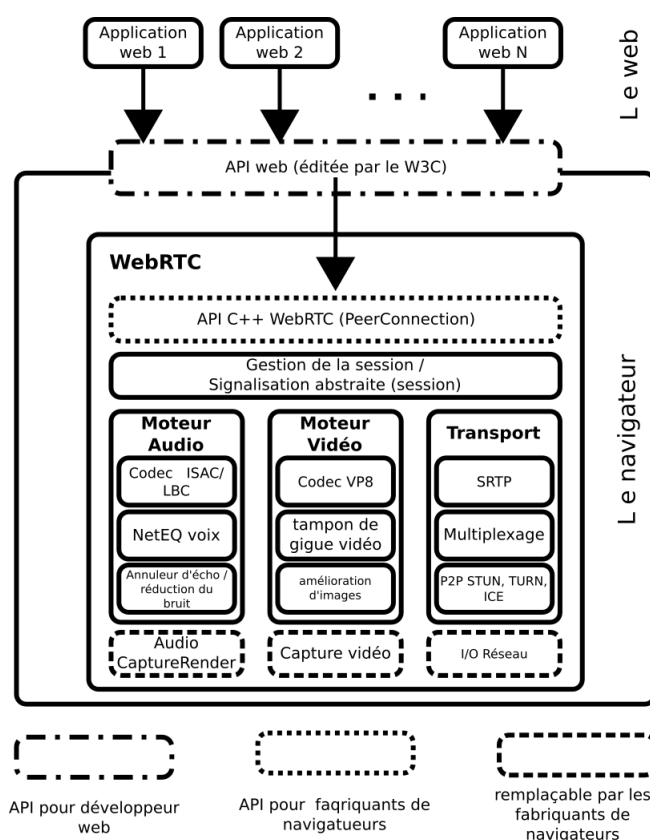 Application
web 1
Application
web 2
. . .
Application
web N
L e web
API web (éditée par le W3C)
WebRTC
API C++ WebRTC (PeerConnection)
Gestion de la session /
Signalisation abstraite (session)
Moteur
Audio
Codec ISAC/
LBC
NetEQ voix
Annuleur d'écho /
réduction du
bruit
Audio
CaptureRender
Moteur
Vidéo
Codec VP8
tampon de
gigue vidéo
amélioration
d'images
Capture vidéo
Transport
SRTP
Multiplexage
P2P STUN, TURN,
ICE
I/O Réseau
L e navigateur
API pour développeur
web
API pour faqriquants de
navigatueurs
remplaçable par les
fabriquants de
navigateurs